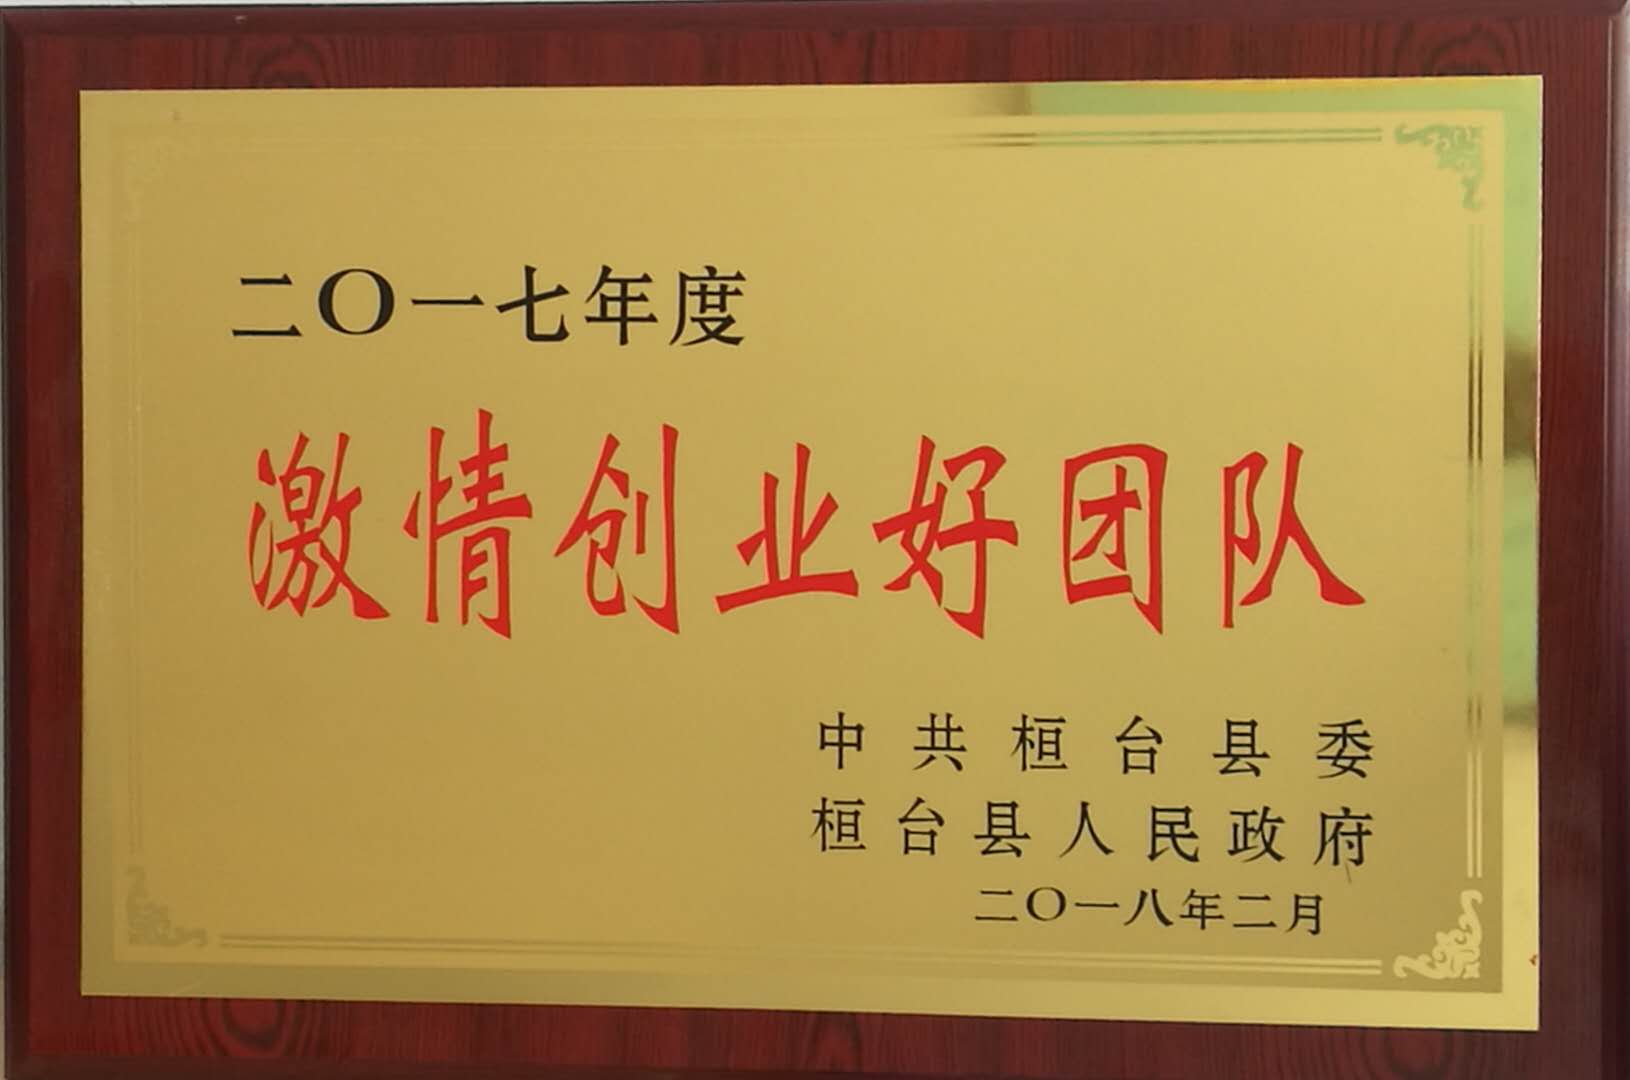 二〇一七年度
激情创业好团队
中共桓台县委
桓台县人民政府
二〇一八年二月